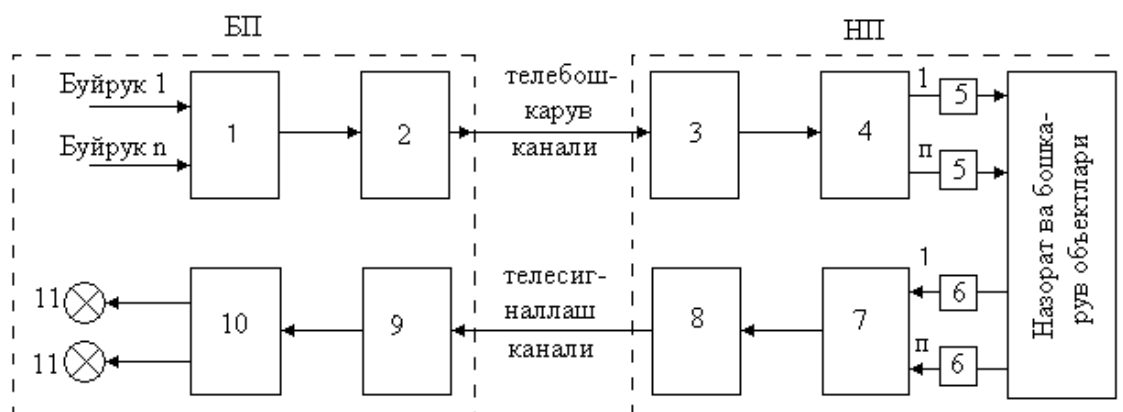 БП
НП
Буйрук 1
Буйрук n
1
2
телебош-
карув
канали
3
4
1
5
п
5
Назорат ва бошка-
рув объектлари
11
11
10
9
телесиг-
наллаш
канали
8
7
1
6
п
6